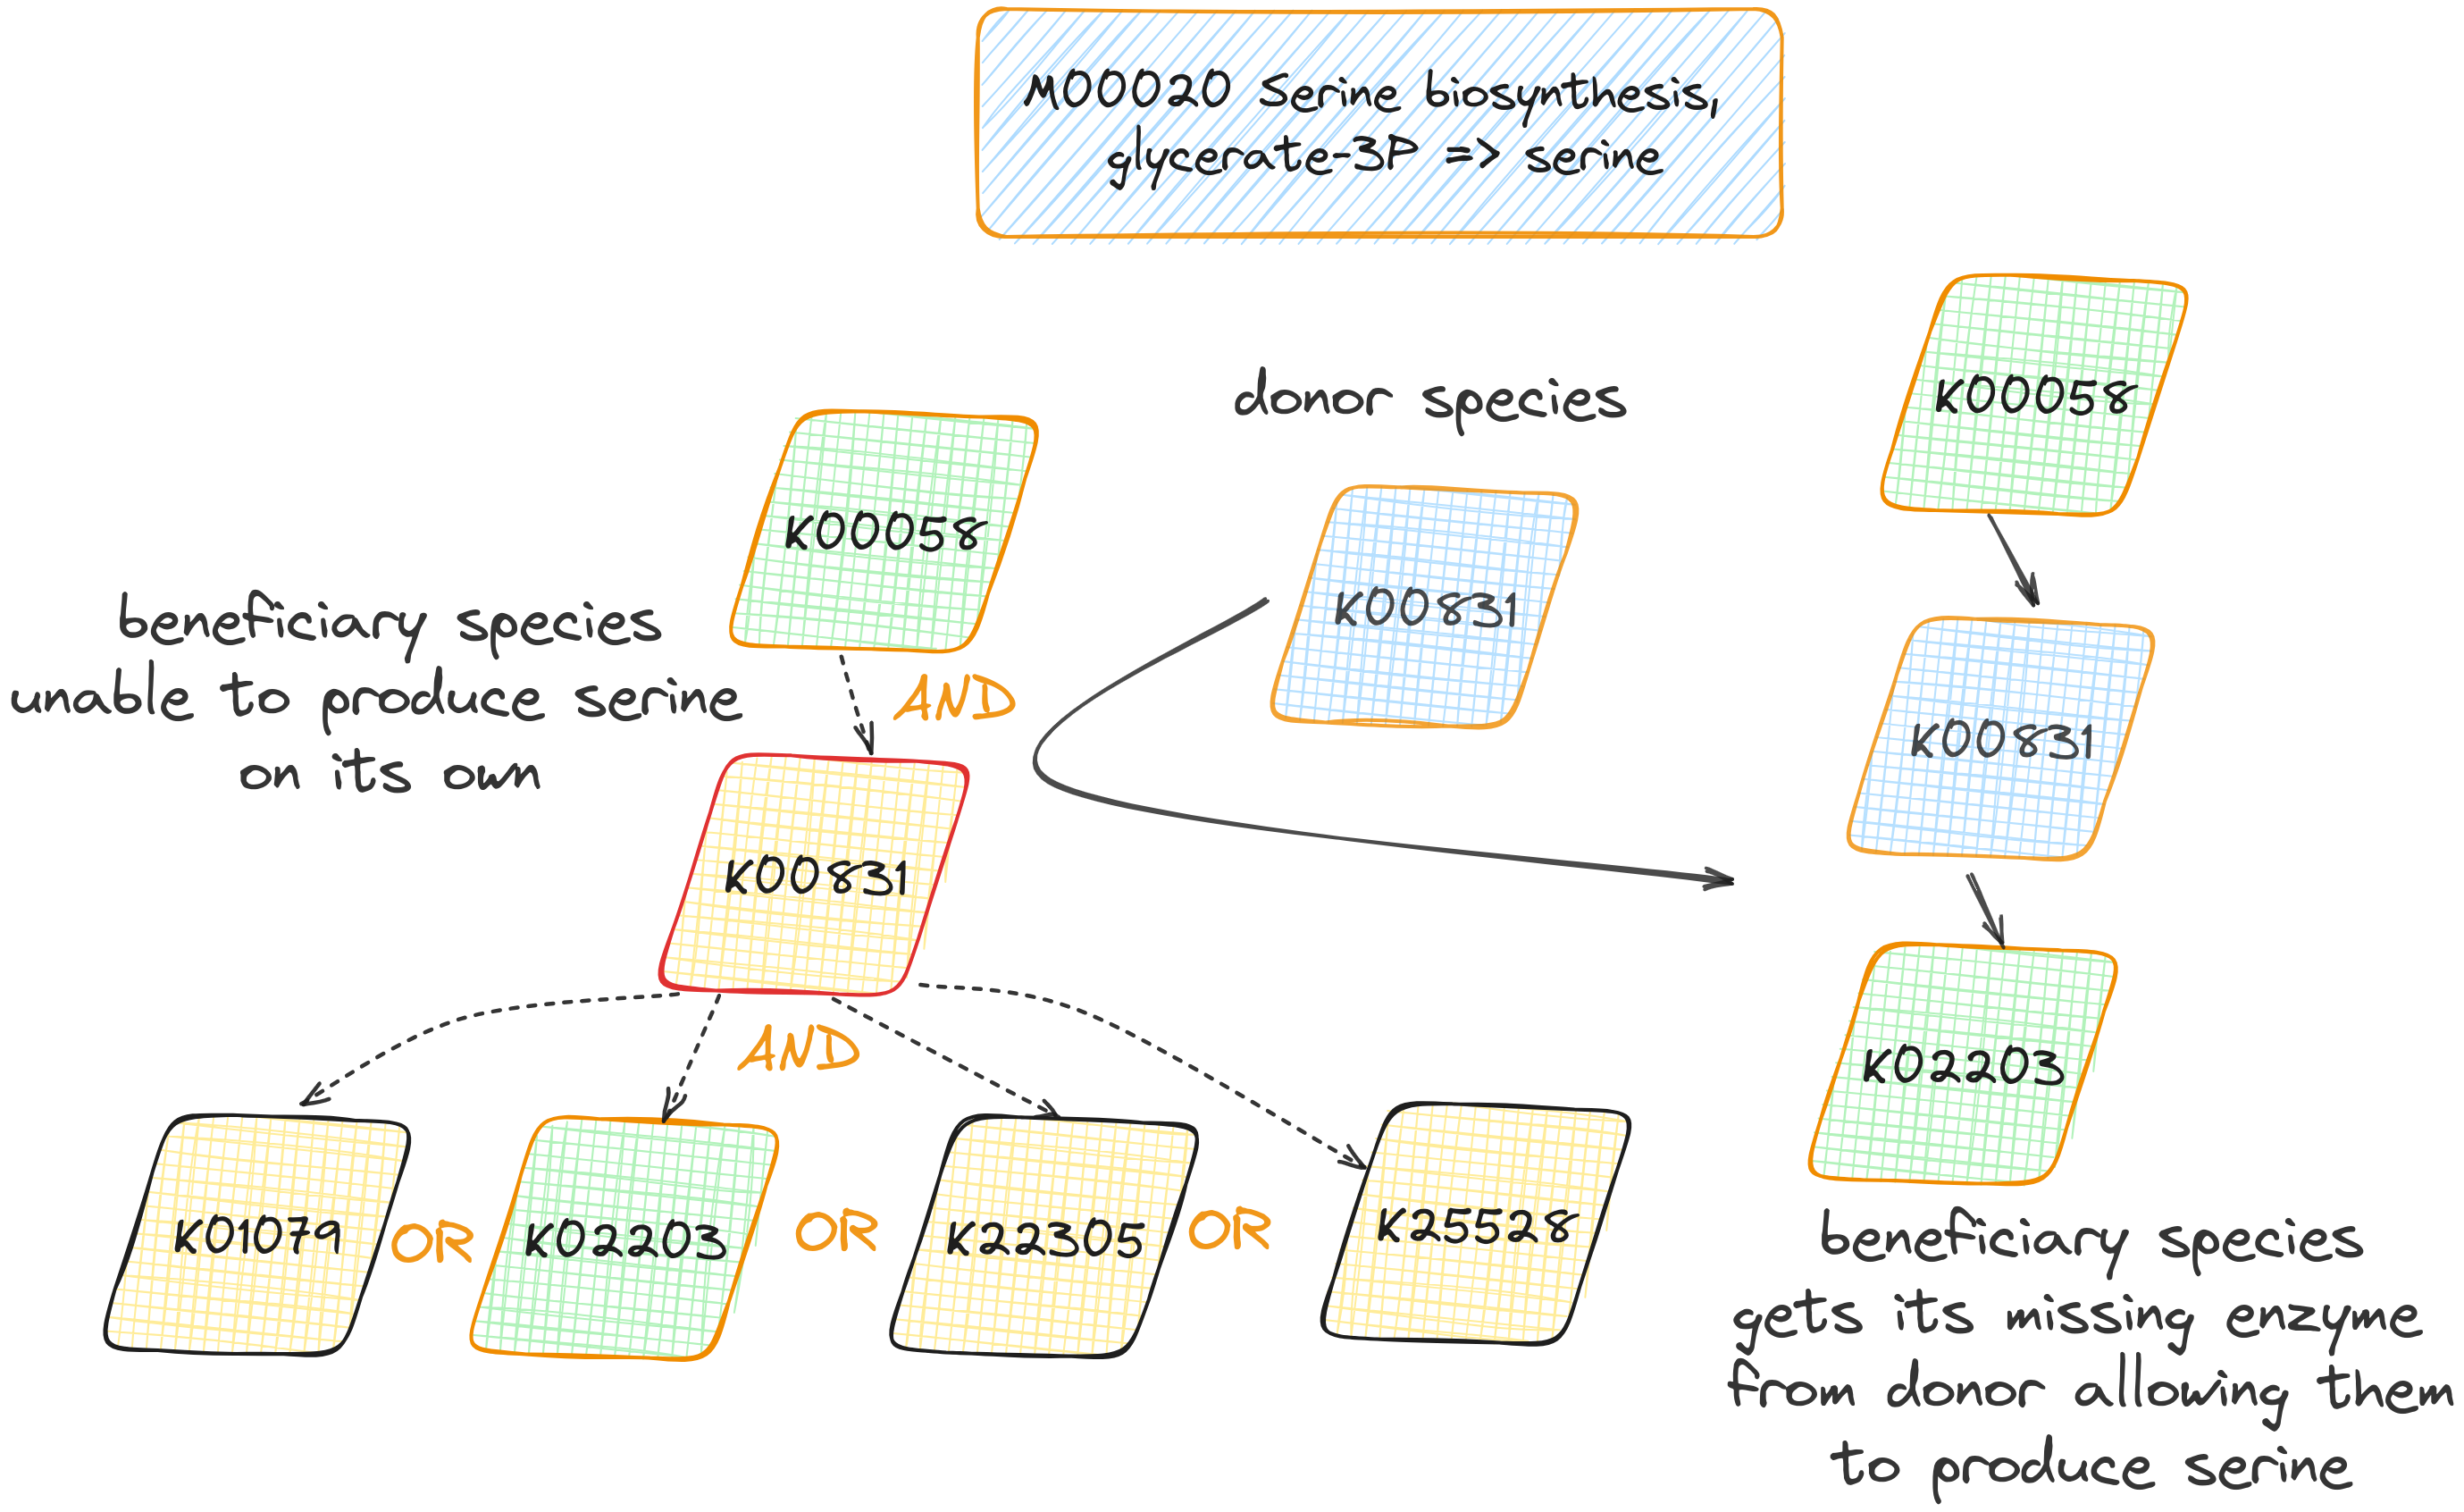 M00020 Serine biosynthesis,
glycerate-3P => serine
donor species
K00058
K00058
K00831
beneficiary species
unable to produce serine
on its own
AND
K00831
K00831
AND
K02203
K01079
OR
K02203
OR
K22305
OR
K25528
beneficiary species
gets its missing enzyme
from donor allowing them
to produce serine